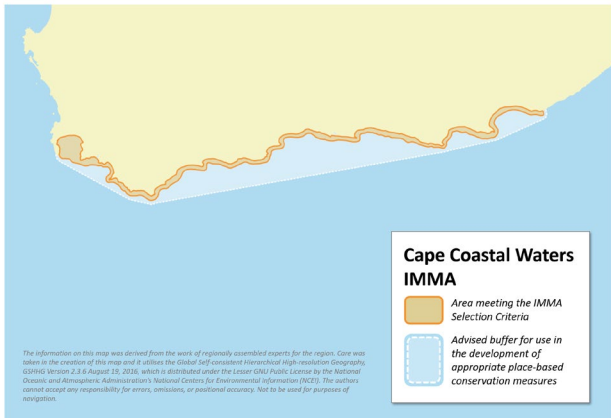 Cape Coastal Waters
IMMA
Area meeting the IMMA
Selection Criteria
Advised buffer for use in
the development of
appropriate place-based
conservation measures
The information on this map was derived from the work of regionally assembled experts for the region. Care was
taken in the creation of this map and it utilises the Global Self-consistent Hierarchical High-resolution Geography,
GSHHG Version 2.3.6 August 19, 2016, which is distributed under the Lesser GNU Public License by the National
Oceanic and Atmospheric Administration's National Centers for Environmental Information (NCEI). The authors
cannot accept any responsibility for errors, omissions, or positional accuracy. Not to be used for purposes of
navigation.